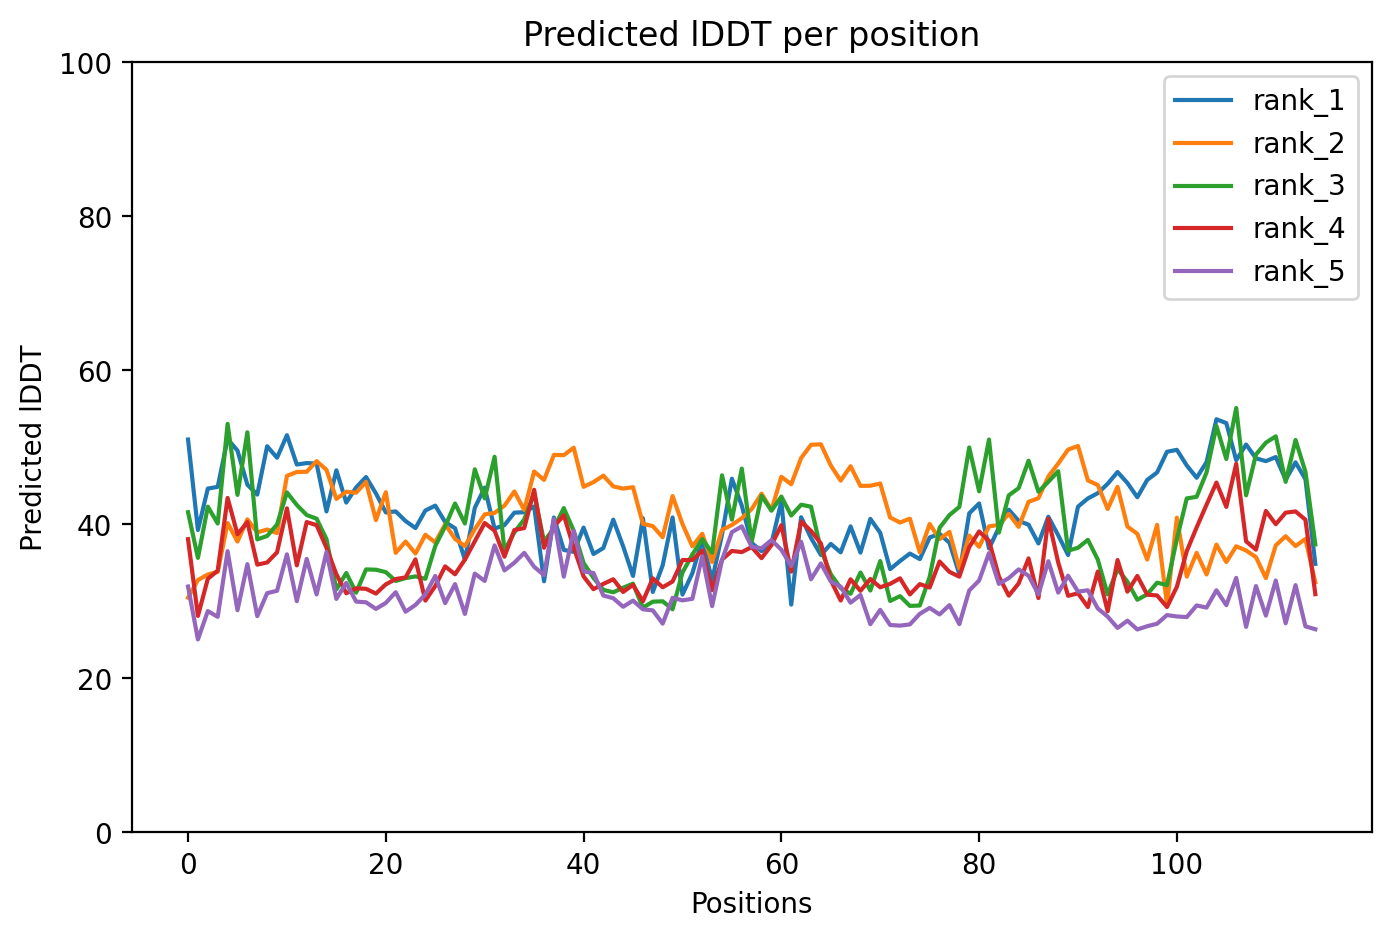 Predicted lDDT per position
100
80
60
40
20
0
Predicted lDDT
rank_1
rank_2
rank_3
rank_4
rank_5
0 20 40 60 80 100
Positions